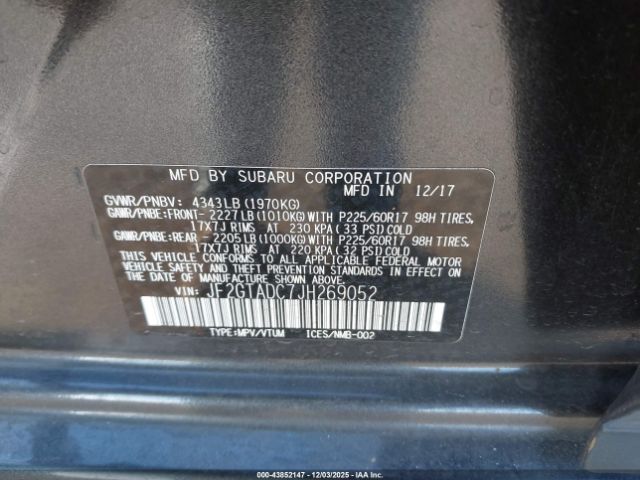 MFD BY SUBARU CORPORATION
MFD IN 12/17
GVWR/PNBV: 4343LB (1970KG)
GAWR/PNBE:FRONT-2227LB(1010KG)WITH P225/60R17 98H TIRES,
17X7J RIMS AT 230 KPA(33 PSI)COLD
GAWR/PNBE:REAR-2205LB(1000KG)WITH P225/60R17 98H TIRES,
17X7J RIMS AT 220 KPA(32 PSI)COLD
THIS VEHICLE CONFORMS TO ALL APPLICABLE FEDERAL MOTOR
VEHICLE SAFETY AND THEFT PREVENTION STANDARDS IN EFFECT
ON THE DATE OF MANUFACTURE SHOWN ABOVE.
VIN: JF2GTADC7JH269052
TYPE:MPV/VTUM ICES/NMB-002
000-43852147 - 12/03/2025 - IAA Inc.